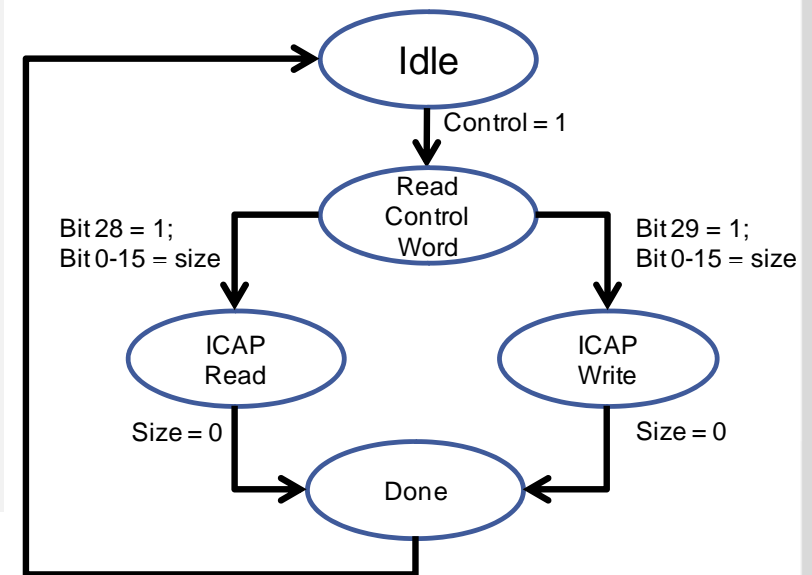 Idle
Control = 1
Read
Control
Word
Bit 28 = 1;
Bit 0-15 = size
Bit 29 = 1;
Bit 0-15 = size
ICAP
Read
ICAP
Write
Size = 0
Size = 0
Done